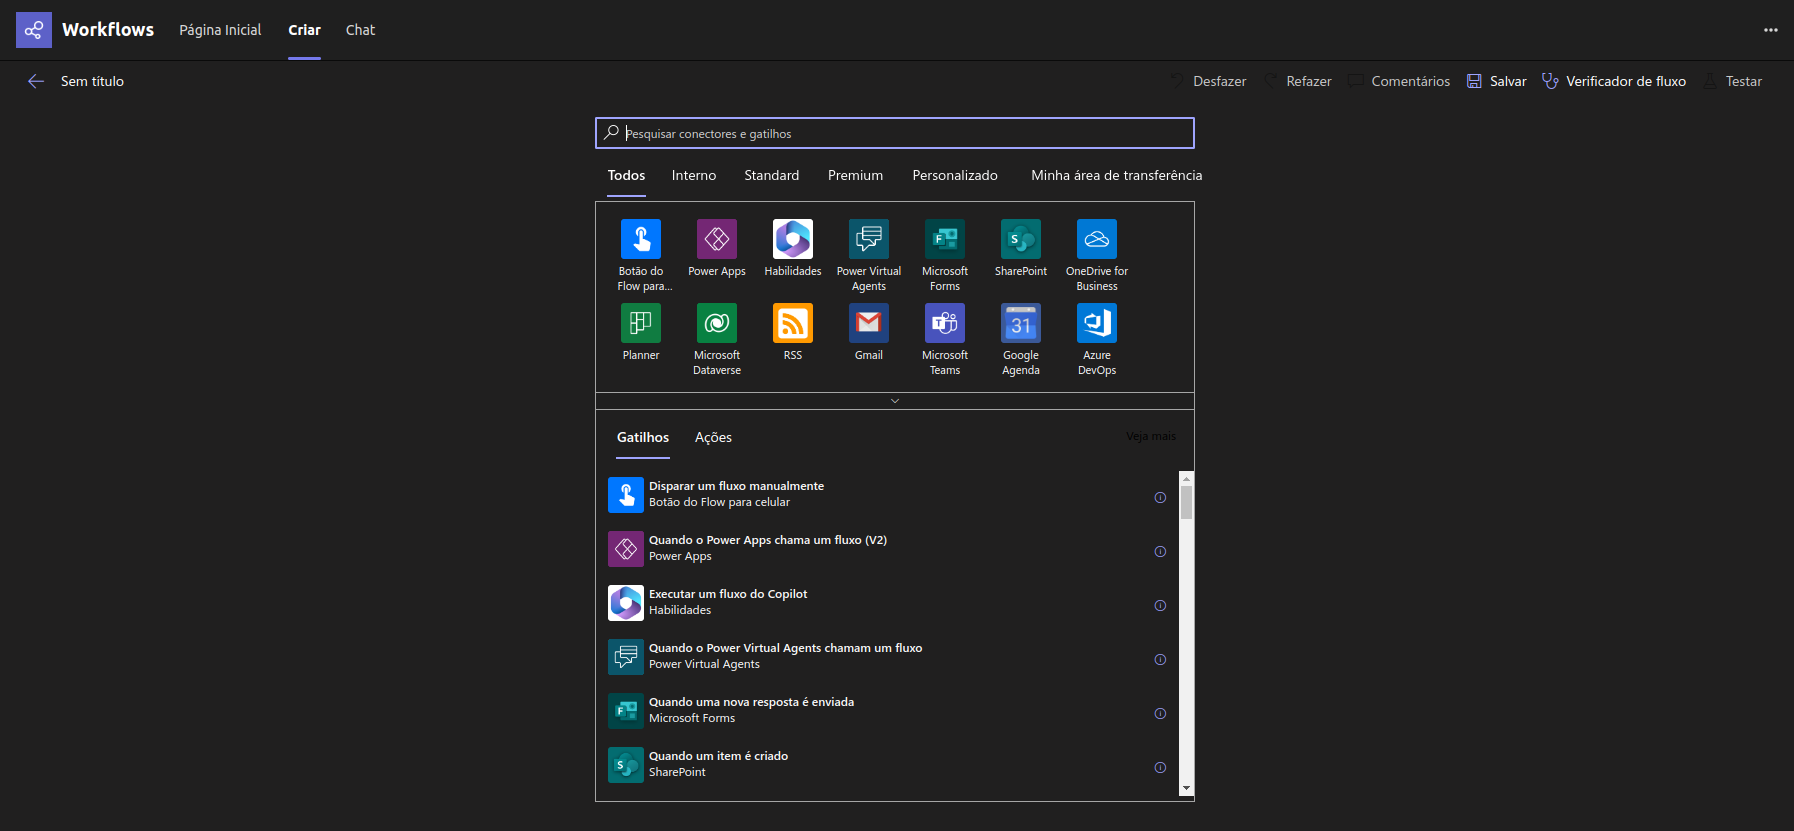 Workflows Página Inicial Criar Chat
Sem título Desfazer Refazer Comentários Salvar Verificador de fluxo Testar
Pesquisar conectores e gatilhos
Todos Interno Standard Premium Personalizado Minha área de transferência
Botão do Flow para... Power Apps Habilidades Power Virtual Agents Microsoft Forms SharePoint OneDrive for Business
Planner Microsoft Dataverse RSS Gmail Microsoft Teams Google Agenda Azure DevOps
Gatilhos Ações Veja mais
Disparar um fluxo manualmente
Botão do Flow para celular
Quando o Power Apps chama um fluxo (V2)
Power Apps
Executar um fluxo do Copilot
Habilidades
Quando o Power Virtual Agents chamam um fluxo
Power Virtual Agents
Quando uma nova resposta é enviada
Microsoft Forms
Quando um item é criado
SharePoint